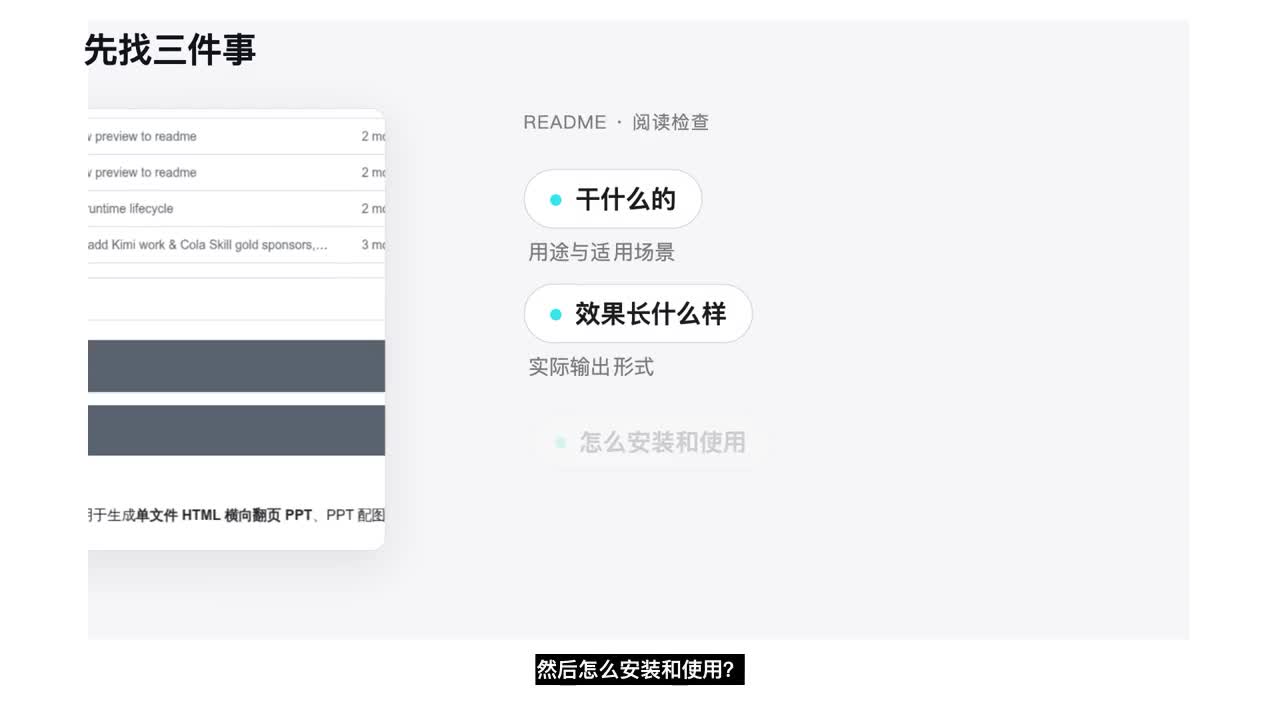 先找三件事
preview to readme
2
preview to readme
2
runtime lifecycle
2
add Kimi work & Cola Skill gold sponsors,...
3
于生成单文件 HTML 横向翻页 PPT、PPT 配图
README · 阅读检查
干什么的
用途与适用场景
效果长什么样
实际输出形式
怎么安装和使用
然后怎么安装和使用?